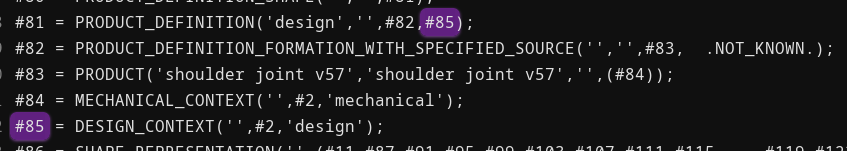 #81 = PRODUCT_DEFINITION('design','',#82,#85);
#82 = PRODUCT_DEFINITION_FORMATION_WITH_SPECIFIED_SOURCE('','',#83,  .NOT_KNOWN.);
#83 = PRODUCT('shoulder joint v57','shoulder joint v57','',(#84));
#84 = MECHANICAL_CONTEXT('',#2,'mechanical');
#85 = DESIGN_CONTEXT('',#2,'design');